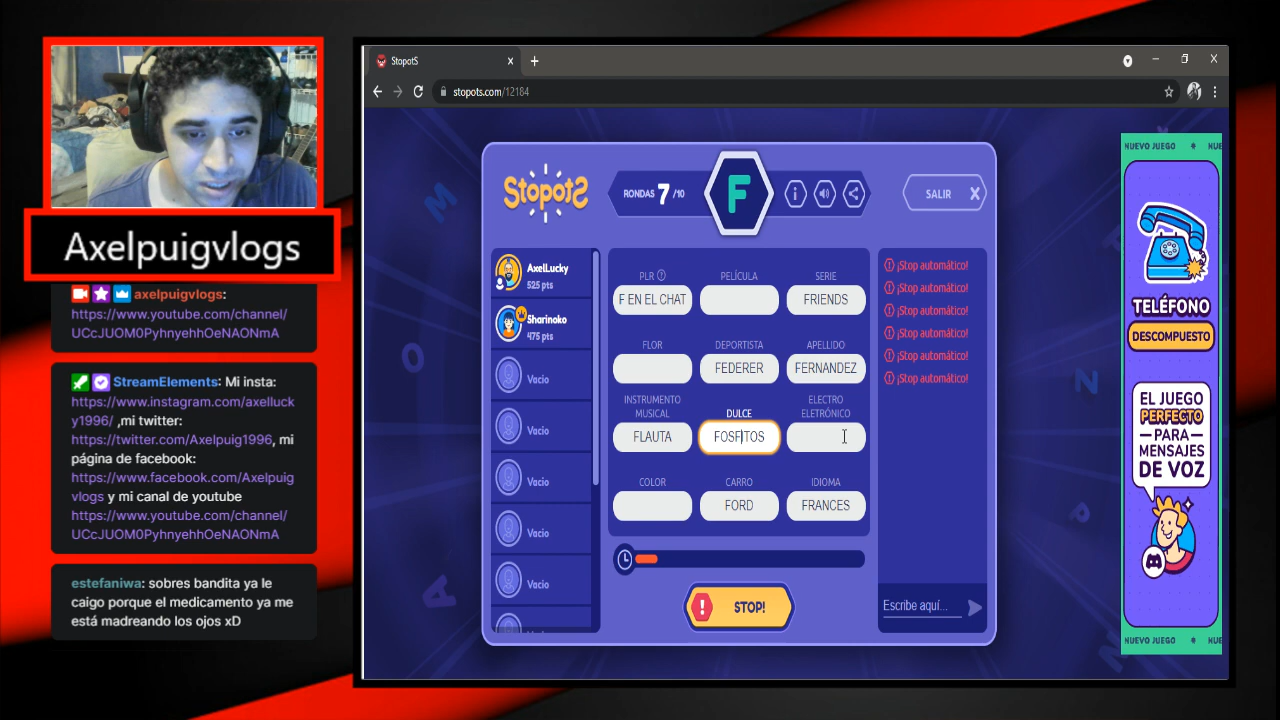 Axelpuigvlogs
axelpuigvlogs:
https://www.youtube.com/channel/
UCcJUOM0PyhnyehhOeNAONmA
StreamElements: Mi insta:
https://www.instagram.com/axelluck
y1996/ ,mi twitter:
https://twitter.com/Axelpuig1996, mi
página de facebook:
https://www.facebook.com/Axelpuig
vlogs y mi canal de youtube
https://www.youtube.com/channel/
UCcJUOM0PyhnyehhOeNAONmA
estefaniwa: sobres bandita ya le
caigo porque el medicamento ya me
está madreando los ojos xD
StopotS
stopots.com/12184
StopotS
RONDAS 7 /10
F
SALIR X
AxelLucky
525 pts
Sharinoko
475 pts
Vacio
Vacio
Vacio
Vacio
Vacio
PLR
F EN EL CHAT
PELÍCULA
SERIE
FRIENDS
FLOR
DEPORTISTA
FEDERER
APELLIDO
FERNANDEZ
INSTRUMENTO
MUSICAL
FLAUTA
DULCE
FOSFITOS
ELECTRO
ELETRÓNICO
COLOR
CARRO
FORD
IDIOMA
FRANCES
STOP!
¡Stop automático!
¡Stop automático!
¡Stop automático!
¡Stop automático!
¡Stop automático!
¡Stop automático!
Escribe aquí...
NUEVO JUEGO
TELÉFONO
DESCOMPUESTO
EL JUEGO
PERFECTO
PARA
MENSAJES
DE VOZ
NUEVO JUEGO